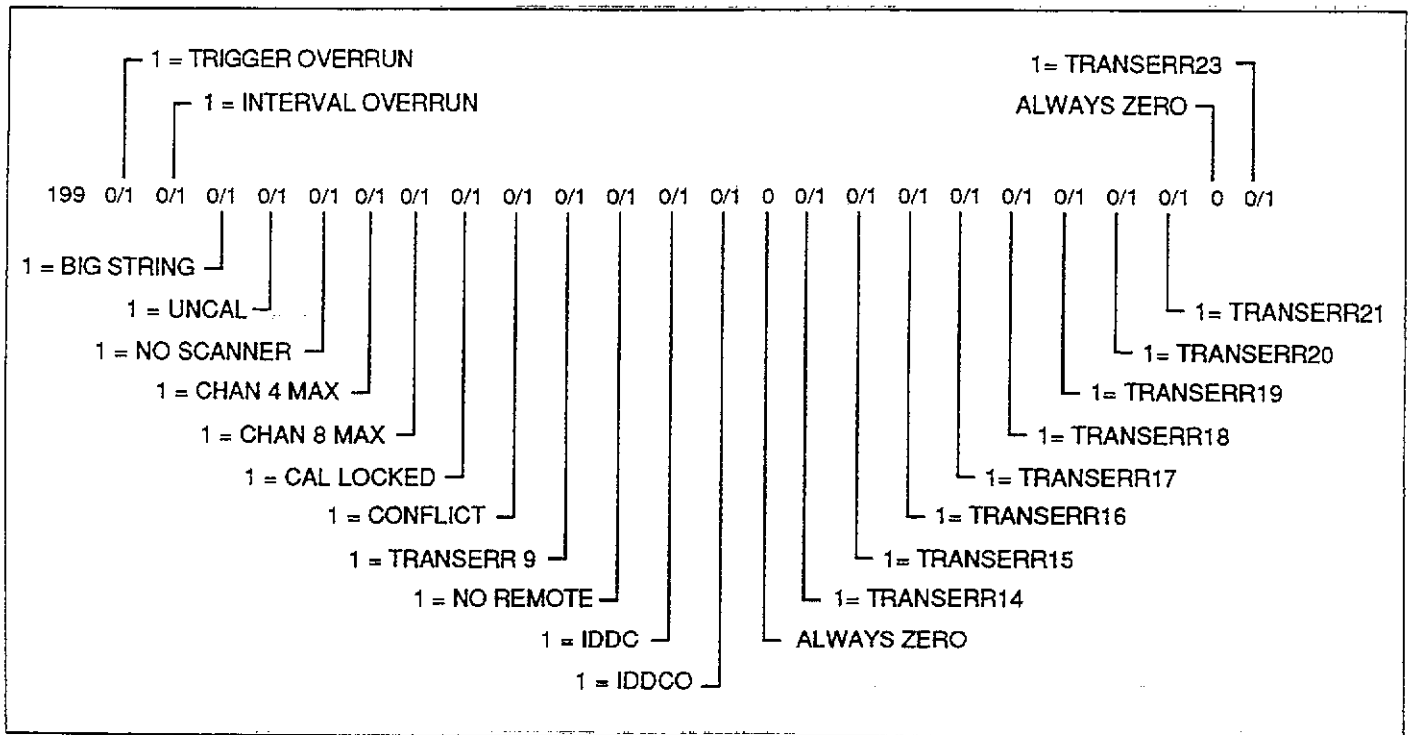 1 = TRIGGER OVERRUN
1= TRANSERR23
1 = INTERVAL OVERRUN
ALWAYS ZERO
199 0/1 0/1 0/1 0/1 0/1 0/1 0/1 0/1 0/1 0/1 0/1 0/1 0/1 0 0/1 0/1 0/1 0/1 0/1 0/1 0/1 0/1 0 0/1
1 = BIG STRING
1 = UNCAL
1= TRANSERR21
1 = NO SCANNER
1= TRANSERR20
1 = CHAN 4 MAX
1= TRANSERR19
1 = CHAN 8 MAX
1= TRANSERR18
1 = CAL LOCKED
1= TRANSERR17
1 = CONFLICT
1= TRANSERR16
1 = TRANSERR 9
1= TRANSERR15
1 = NO REMOTE
1= TRANSERR14
1 = IDDC
ALWAYS ZERO
1 = IDDCO